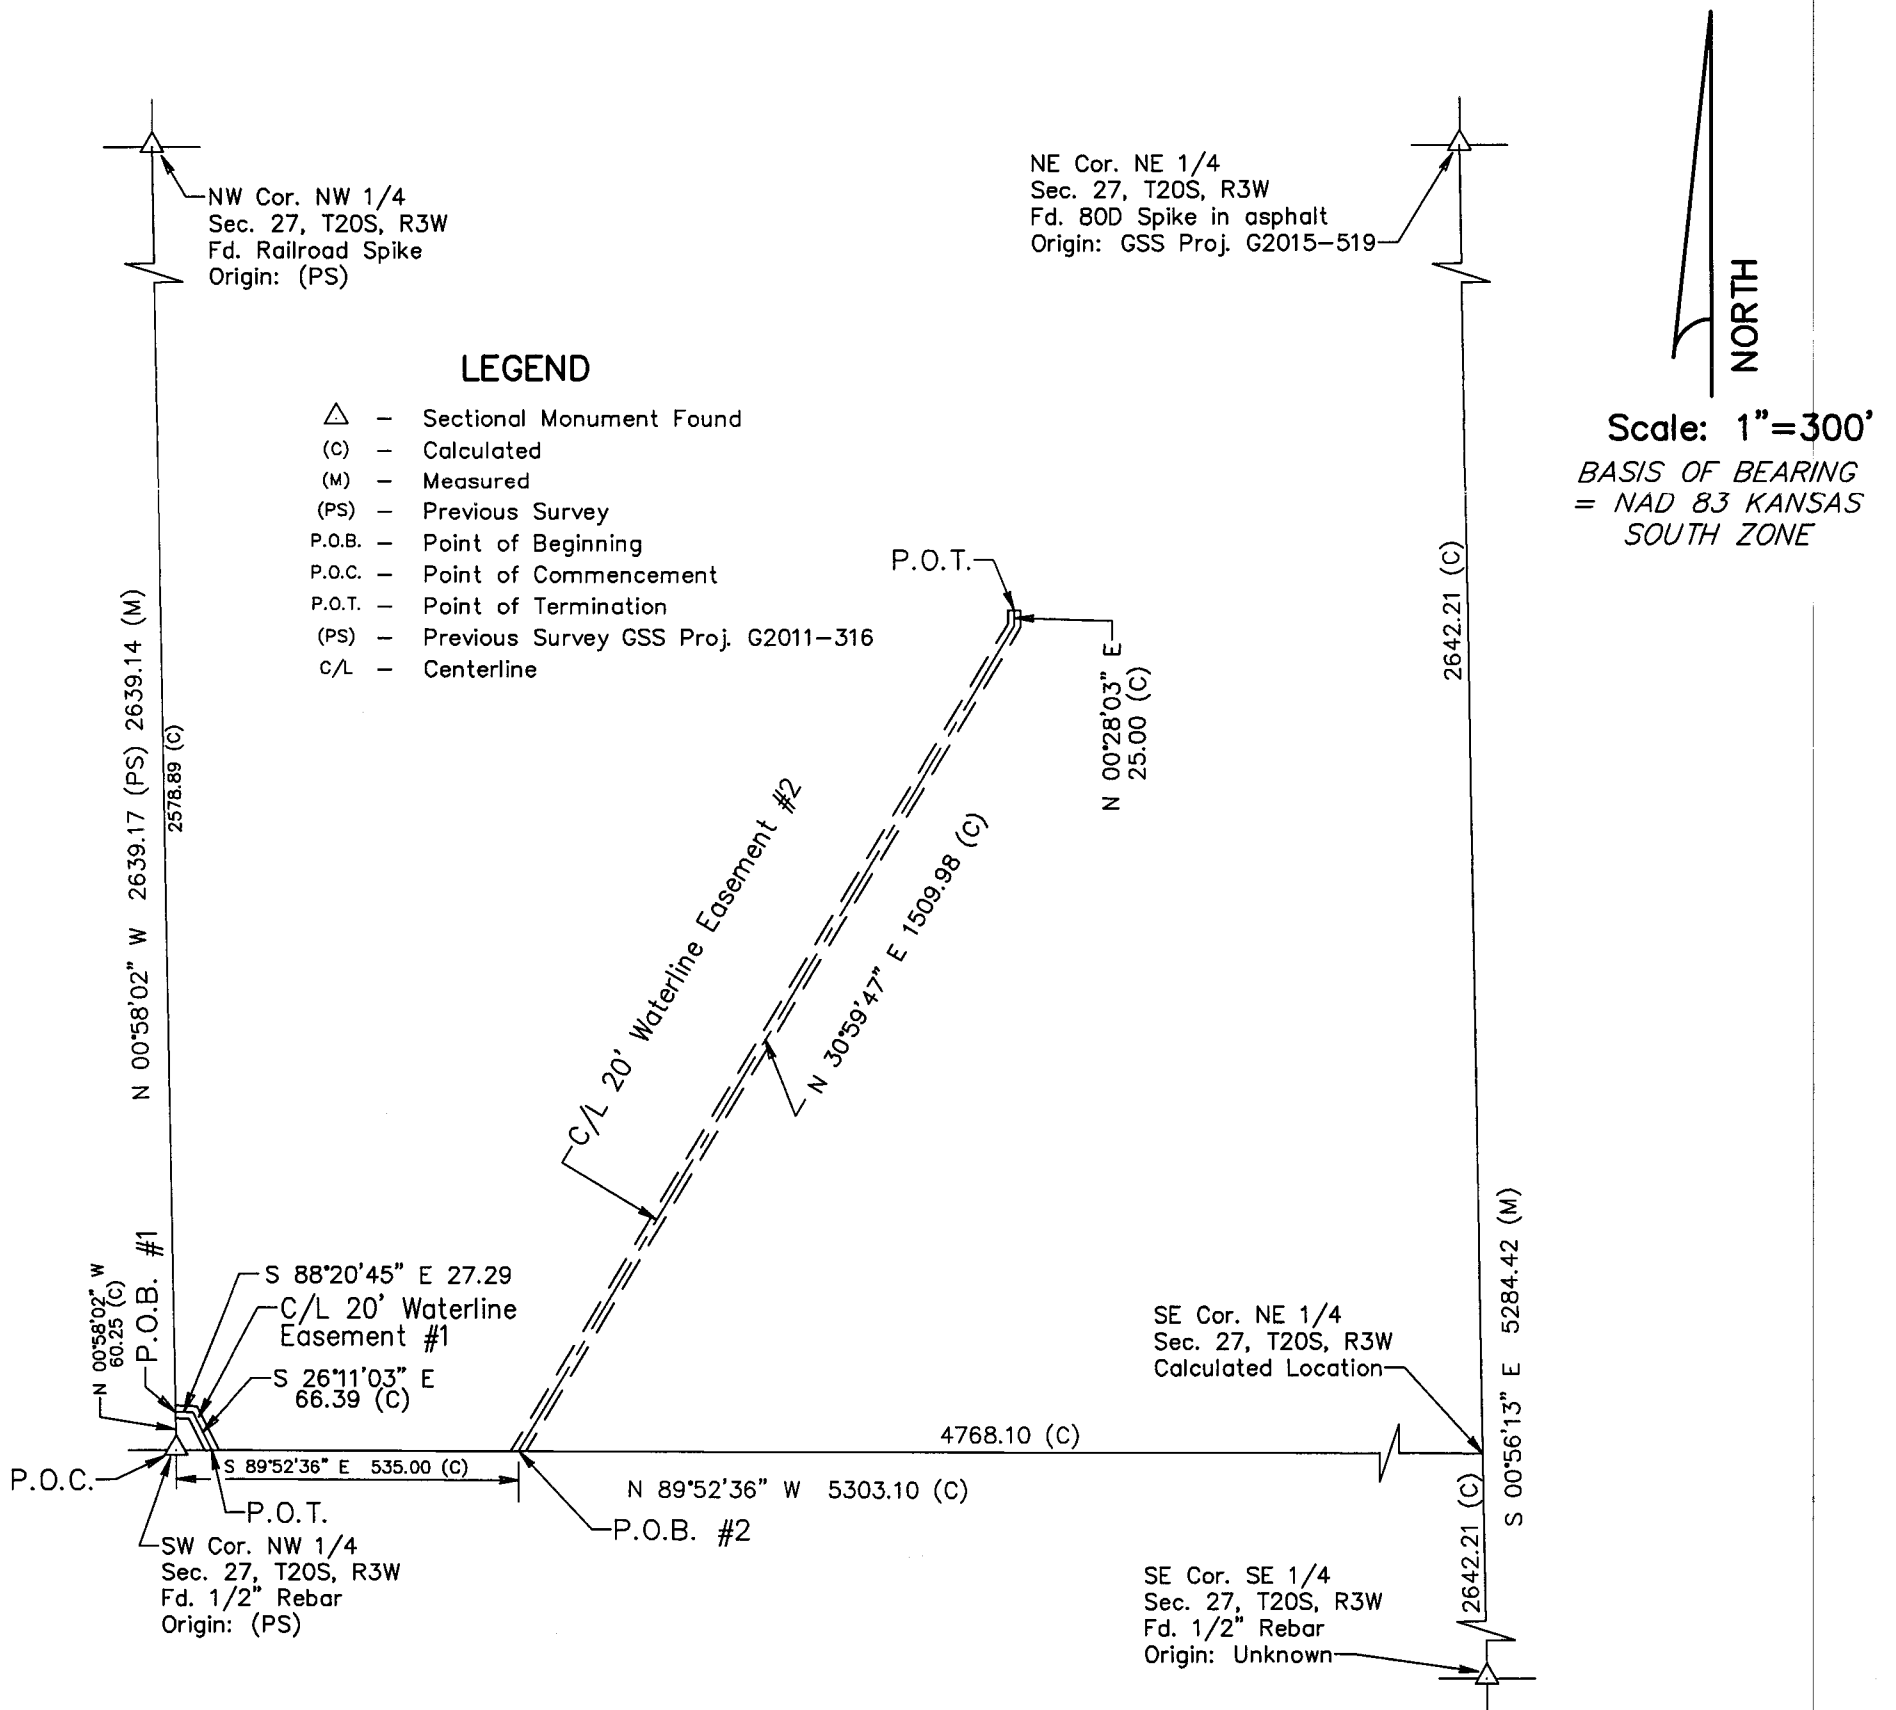 NW Cor. NW 1/4
Sec. 27, T20S, R3W
Fd. Railroad Spike
Origin: (PS)
NE Cor. NE 1/4
Sec. 27, T20S, R3W
Fd. 80D Spike in asphalt
Origin: GSS Proj. G2015-519
NORTH
Scale: 1"=300'
BASIS OF BEARING
= NAD 83 KANSAS
SOUTH ZONE
LEGEND
△ - Sectional Monument Found
(C) - Calculated
(M) - Measured
(PS) - Previous Survey
P.O.B. - Point of Beginning
P.O.C. - Point of Commencement
P.O.T. - Point of Termination
(PS) - Previous Survey GSS Proj. G2011-316
C/L - Centerline
P.O.T.
N 00°28'03" E
25.00 (C)
2642.21 (C)
N 00°58'02" W 2639.17 (PS) 2639.14 (M)
2578.89 (C)
C/L 20' Waterline Easement #2
N 30°59'47" E 1509.98 (C)
N 00°58'02" W
60.25 (C)
P.O.B. #1
S 88°20'45" E 27.29
C/L 20' Waterline
Easement #1
S 26°11'03" E
66.39 (C)
SE Cor. NE 1/4
Sec. 27, T20S, R3W
Calculated Location
S 00°56'13" E 5284.42 (M)
4768.10 (C)
P.O.C.
S 89°52'36" E 535.00 (C)
N 89°52'36" W 5303.10 (C)
P.O.T.
P.O.B. #2
2642.21 (C)
SW Cor. NW 1/4
Sec. 27, T20S, R3W
Fd. 1/2" Rebar
Origin: (PS)
SE Cor. SE 1/4
Sec. 27, T20S, R3W
Fd. 1/2" Rebar
Origin: Unknown